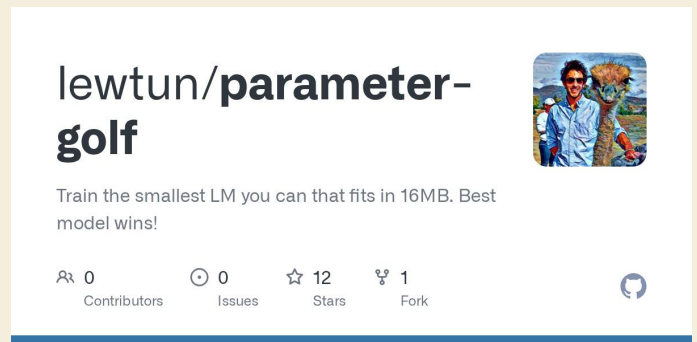 lewtun/parameter-
golf
Train the smallest LM you can that fits in 16MB. Best
model wins!
0 0 12 1
Contributors Issues Stars Fork